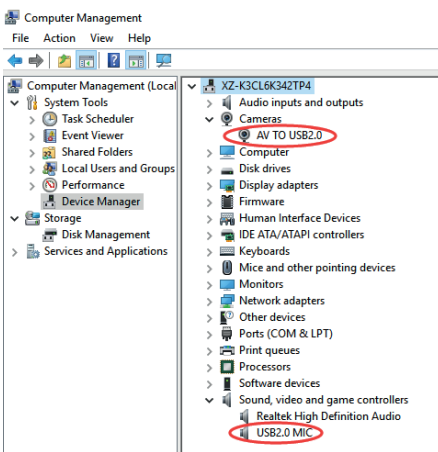 Computer Management
File Action View Help
Computer Management (Local
System Tools
Task Scheduler
Event Viewer
Shared Folders
Local Users and Groups
Performance
Device Manager
Storage
Disk Management
Services and Applications
XZ-K3CL6K342TP4
Audio inputs and outputs
Cameras
AV TO USB2.0
Computer
Disk drives
Display adapters
Firmware
Human Interface Devices
IDE ATA/ATAPI controllers
Keyboards
Mice and other pointing devices
Monitors
Network adapters
Other devices
Ports (COM & LPT)
Print queues
Processors
Software devices
Sound, video and game controllers
Realtek High Definition Audio
USB2.0 MIC